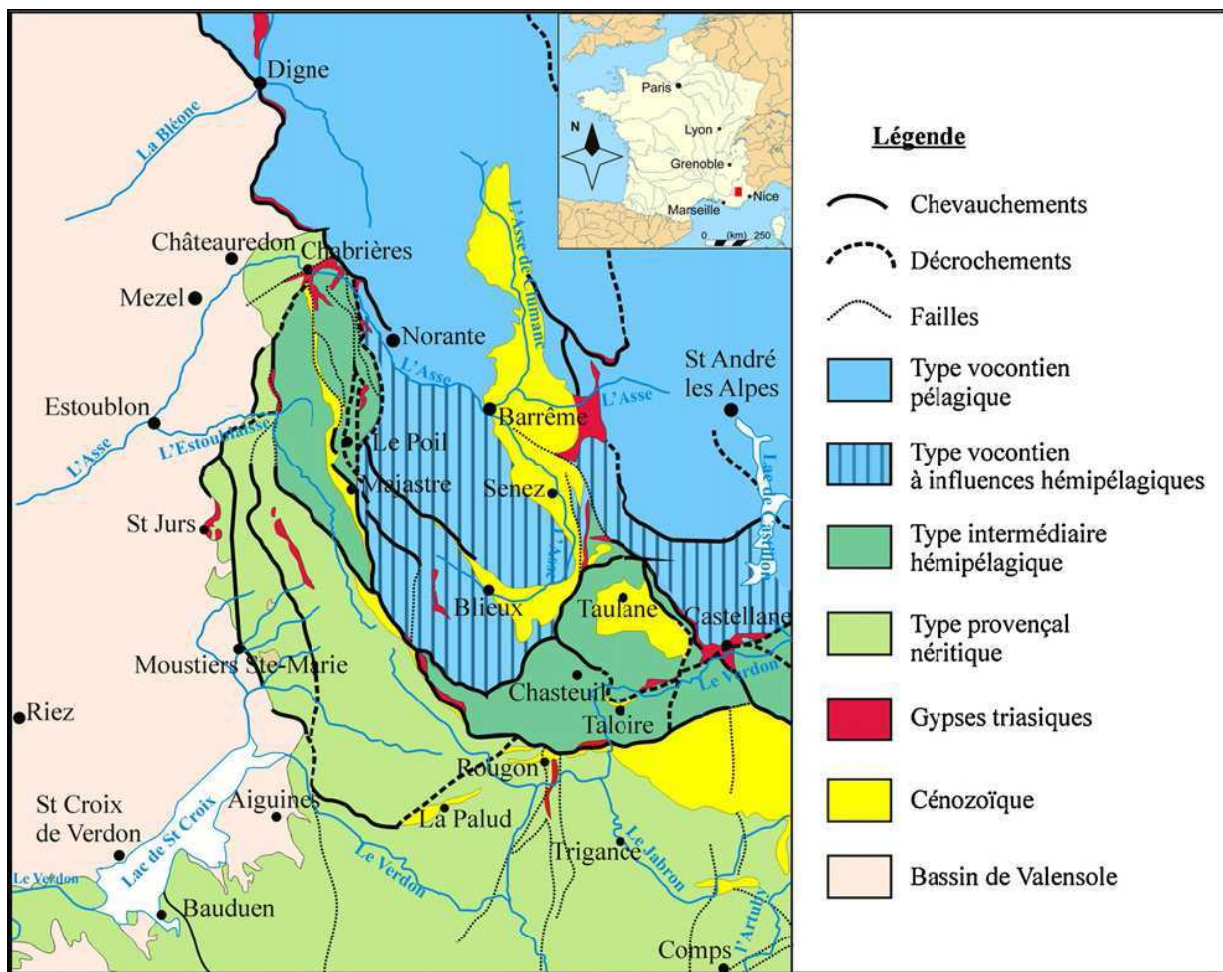 Digne
La Bléone
Châteauredon
Chabrières
Mezel
Norante
L'Asse
L'Asse de Clumane
St André
les Alpes
L'Asse
Barrême
Estoublon
L'Asse
L'Estoublaisse
Le Poil
Majastre
Senez
Lac de Castillon
St Jurs
L'Asse
Blieux
Taulane
Castellane
Moustiers Ste-Marie
Chasteuil
Le Verdon
Taloire
Riez
Rougon
St Croix
de Verdon
Aiguines
La Palud
Lac de St Croix
Trigance
Le Jabron
Le Verdon
Le Verdon
Bauduen
l'Artuby
Comps
Paris
Lyon
N
Grenoble
Nice
Marseille
0 (km) 250
Légende
Chevauchements
Décrochements
Failles
Type vocontien
pélagique
Type vocontien
à influences hémipélagiques
Type intermédiaire
hémipélagique
Type provençal
néritique
Gypses triasiques
Cénozoïque
Bassin de Valensole